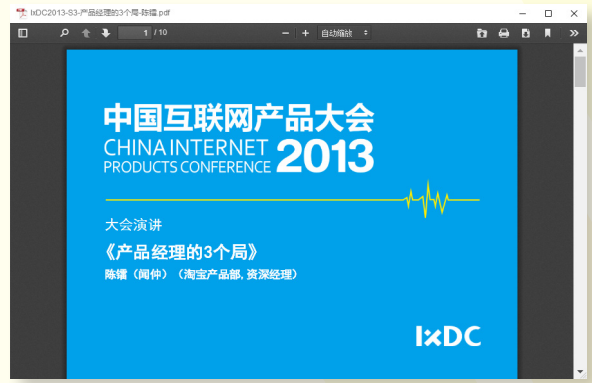 IxDC2013-S3-产品经理的3个局-陈镭.pdf
1 / 10
自动缩放
中国互联网产品大会
CHINA INTERNET
PRODUCTS CONFERENCE 2013
大会演讲
《产品经理的3个局》
陈镭（闻仲）（淘宝产品部,资深经理）
IxDC